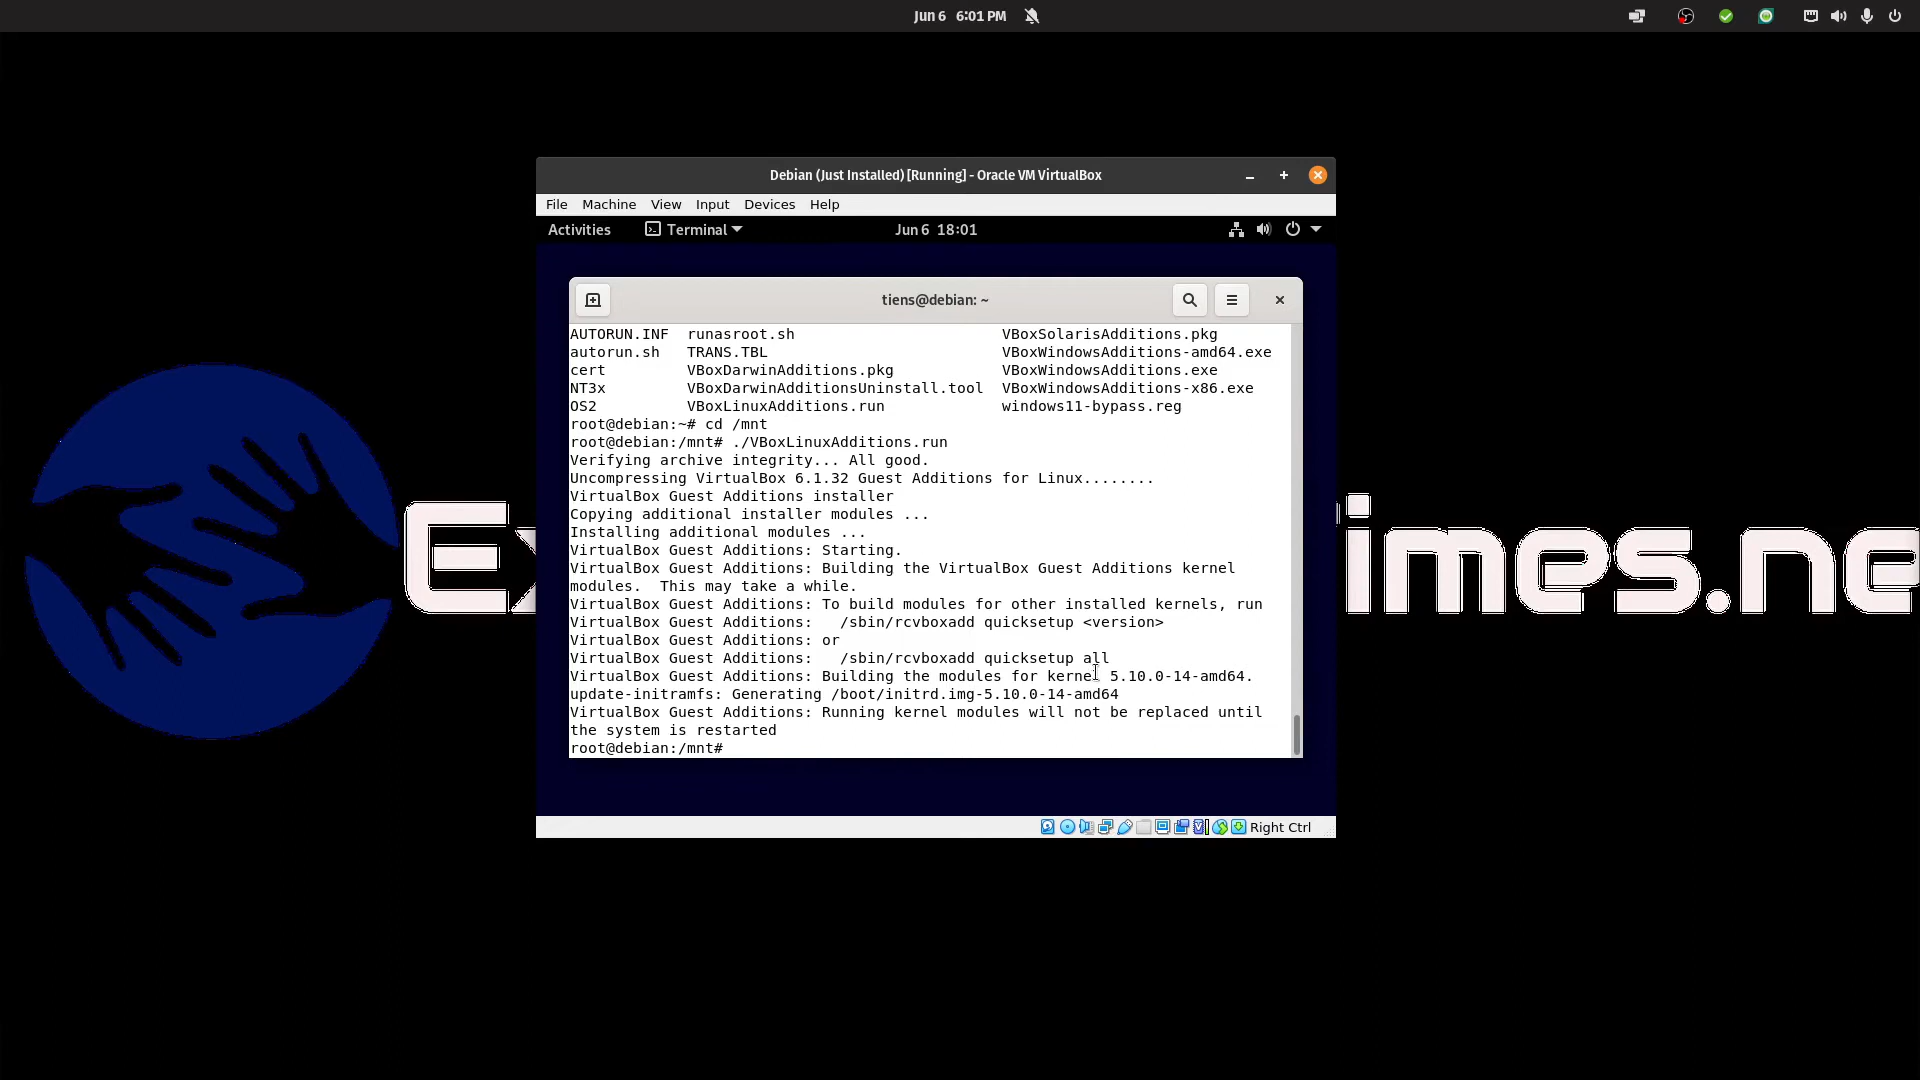 Jun 6 6:01 PM
Debian (Just Installed) [Running] - Oracle VM VirtualBox
File Machine View Input Devices Help
Activities Terminal Jun 6 18:01
tiens@debian: ~
AUTORUN.INF runasroot.sh VBoxSolarisAdditions.pkg
autorun.sh TRANS.TBL VBoxWindowsAdditions-amd64.exe
cert VBoxDarwinAdditions.pkg VBoxWindowsAdditions.exe
NT3x VBoxDarwinAdditionsUninstall.tool VBoxWindowsAdditions-x86.exe
OS2 VBoxLinuxAdditions.run windows11-bypass.reg
root@debian:~# cd /mnt
root@debian:/mnt# ./VBoxLinuxAdditions.run
Verifying archive integrity... All good.
Uncompressing VirtualBox 6.1.32 Guest Additions for Linux........
VirtualBox Guest Additions installer
Copying additional installer modules ...
Installing additional modules ...
VirtualBox Guest Additions: Starting.
VirtualBox Guest Additions: Building the VirtualBox Guest Additions kernel
modules.  This may take a while.
VirtualBox Guest Additions: To build modules for other installed kernels, run
VirtualBox Guest Additions:   /sbin/rcvboxadd quicksetup <version>
VirtualBox Guest Additions: or
VirtualBox Guest Additions:   /sbin/rcvboxadd quicksetup all
VirtualBox Guest Additions: Building the modules for kernel 5.10.0-14-amd64.
update-initramfs: Generating /boot/initrd.img-5.10.0-14-amd64
VirtualBox Guest Additions: Running kernel modules will not be replaced until
the system is restarted
root@debian:/mnt#
Right Ctrl
imes.ne